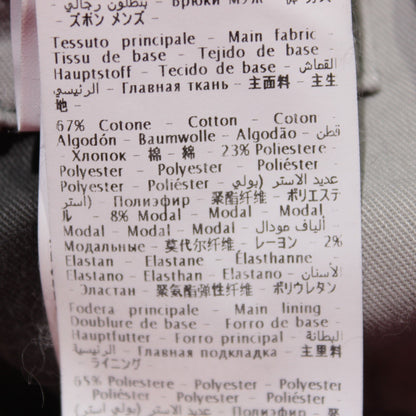 بنطلون رجالي -
- ズボン メンズ -
Tessuto principale - Main fabric -
Tissu de base - Tejido de base -
Hauptstoff - Tecido de base - القماش
الرئيسي - Главная ткань - 主面料 - 主生
地 -
67% Cotone - Cotton - Coton -
Algodón - Baumwolle - Algodão - قطن
- Хлопок - 棉 - 綿 - 23% Poliestere -
Polyester - Polyester - Poliéster -
Polyester - Poliéster - عديد الاستر (بولي
أستر) - Полиэфир - 聚酯纤维 - ポリエステ
ル - 8% Modal - Modal - Modal -
Modal - Modal - Modal - ألياف مودال -
Модальные - 莫代尔纤维 - レーヨン - 2%
Elastan - Elastane - Élasthanne -
Elastano - Elasthan - Elastano - الأستان
- Эластан - 聚氨酯弹性纤维 - ポリウレタン
Fodera principale - Main lining -
Doublure de base - Forro de base -
Hauptfutter - Forro principal - البطانة
الرئيسية - Главная подкладка - 主里料
- ライニング -
65% Poliestere - Polyester -
Polyester - Poliéster - Polyester -